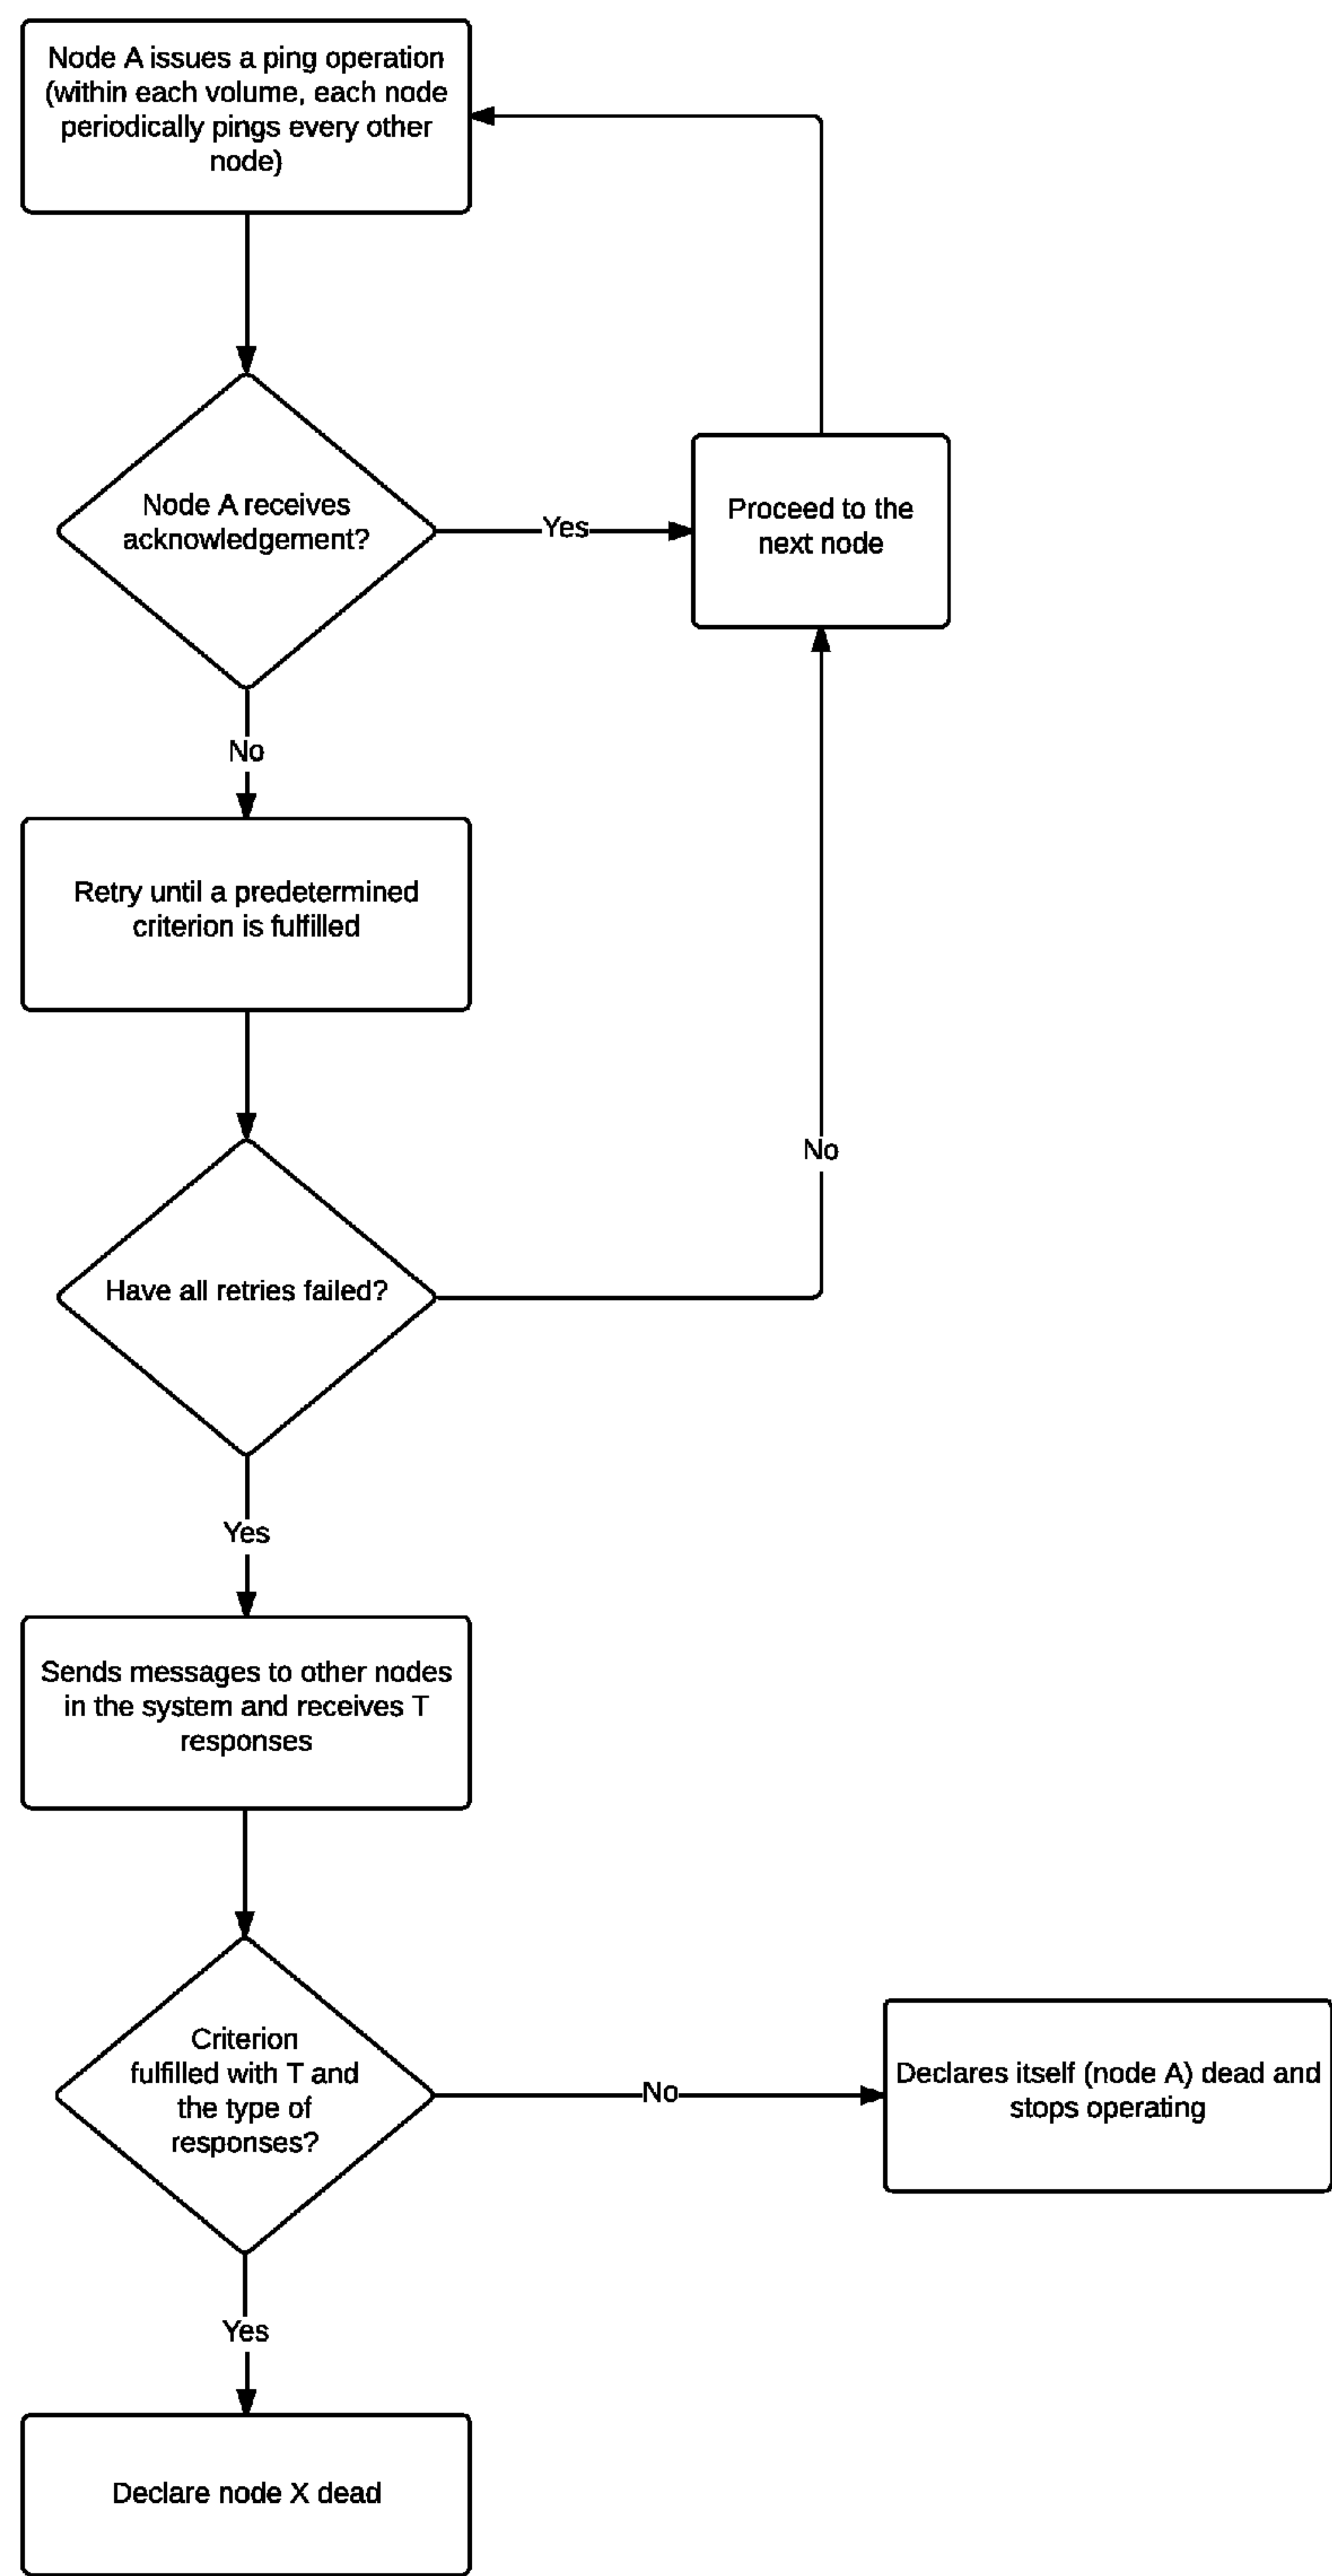 Node A issues a ping operation
(within each volume, each node
periodically pings every other
node)
Node A receives
acknowledgement?
Yes
Proceed to the
next node
No
Retry until a predetermined
criterion is fulfilled
No
Have all retries failed?
Yes
Sends messages to other nodes
in the system and receives T
responses
Criterion
fulfilled with T and
the type of
responses?
No
Declares itself (node A) dead and
stops operating
Yes
Declare node X dead